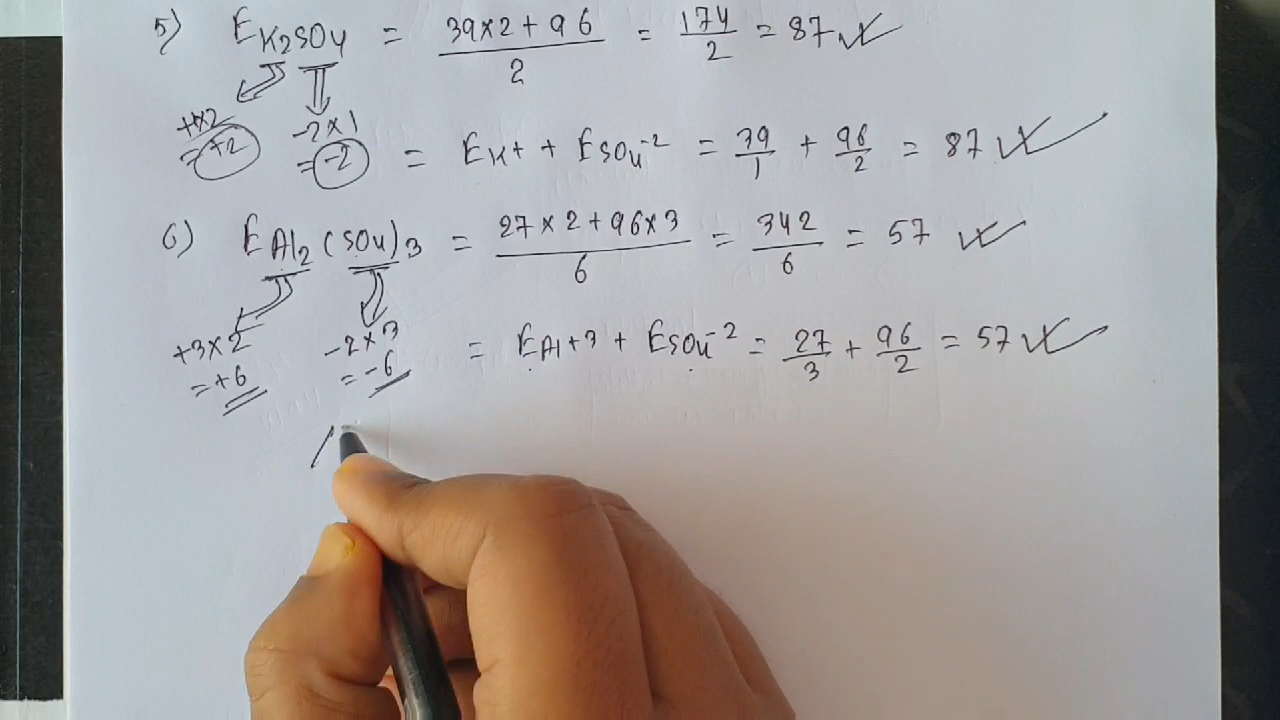 5) E K2SO4 = 39×2+96 / 2 = 174 / 2 = 87
+1×2 = +2 -2×1 = -2 = EK+ + ESO4-2 = 39/1 + 96/2 = 87
6) E Al2(SO4)3 = 27×2+96×3 / 6 = 342 / 6 = 57
+3×2 = +6 -2×3 = -6 = EAl+3 + ESO4-2 = 27/3 + 96/2 = 57